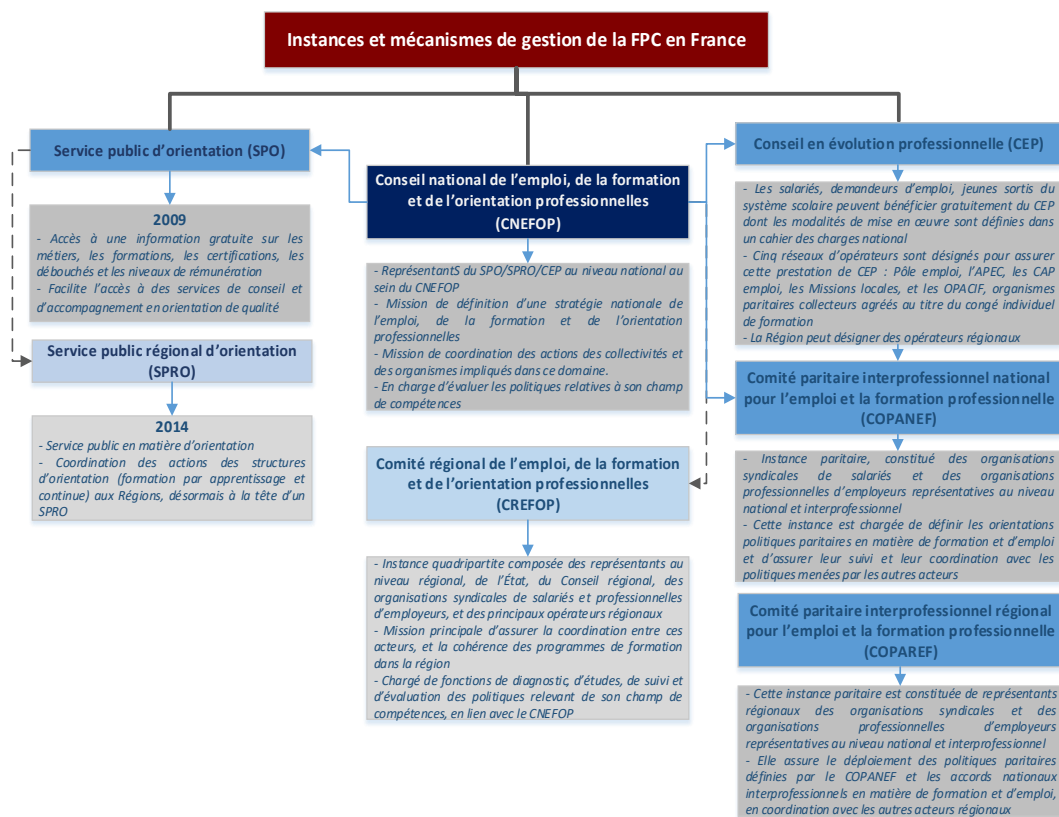 Instances et mécanismes de gestion de la FPC en France
Service public d'orientation (SPO)
2009
- Accès à une information gratuite sur les
métiers, les formations, les certifications, les
débouchés et les niveaux de rémunération
- Facilite l'accès à des services de conseil et
d'accompagnement en orientation de qualité
Service public régional d'orientation
(SPRO)
2014
- Service public en matière d'orientation
- Coordination des actions des structures
d'orientation (formation par apprentissage et
continue) aux Régions, désormais à la tête d'un
SPRO
Conseil national de l'emploi, de la formation
et de l'orientation professionnelles
(CNEFOP)
- ReprésentantS du SPO/SPRO/CEP au niveau national au
sein du CNEFOP
- Mission de définition d'une stratégie nationale de
l'emploi, de la formation et de l'orientation
professionnelles
- Mission de coordination des actions des collectivités et
des organismes impliqués dans ce domaine.
- En charge d'évaluer les politiques relatives à son champ
de compétences
Comité régional de l'emploi, de la formation
et de l'orientation professionnelles
(CREFOP)
- Instance quadripartite composée des représentants au
niveau régional, de l'État, du Conseil régional, des
organisations syndicales de salariés et professionnelles
d'employeurs, et des principaux opérateurs régionaux
- Mission principale d'assurer la coordination entre ces
acteurs, et la cohérence des programmes de formation
dans la région
- Chargé de fonctions de diagnostic, d'études, de suivi et
d'évaluation des politiques relevant de son champ de
compétences, en lien avec le CNEFOP
Conseil en évolution professionnelle (CEP)
- Les salariés, demandeurs d'emploi, jeunes sortis du
système scolaire peuvent bénéficier gratuitement du CEP
dont les modalités de mise en œuvre sont définies dans
un cahier des charges national
- Cinq réseaux d'opérateurs sont désignés pour assurer
cette prestation de CEP : Pôle emploi, l'APEC, les CAP
emploi, les Missions locales, et les OPACIF, organismes
paritaires collecteurs agréés au titre du congé individuel
de formation
- La Région peut désigner des opérateurs régionaux
Comité paritaire interprofessionnel national
pour l'emploi et la formation professionnelle
(COPANEF)
- Instance paritaire, constitué des organisations
syndicales de salariés et des organisations
professionnelles d'employeurs représentatives au niveau
national et interprofessionnel
- Cette instance est chargée de définir les orientations
politiques paritaires en matière de formation et d'emploi
et d'assurer leur suivi et leur coordination avec les
politiques menées par les autres acteurs
Comité paritaire interprofessionnel régional
pour l'emploi et la formation professionnelle
(COPAREF)
- Cette instance paritaire est constituée de représentants
régionaux des organisations syndicales et des
organisations professionnelles d'employeurs
représentatives au niveau national et interprofessionnel
- Elle assure le déploiement des politiques paritaires
définies par le COPANEF et les accords nationaux
interprofessionnels en matière de formation et d'emploi,
en coordination avec les autres acteurs régionaux